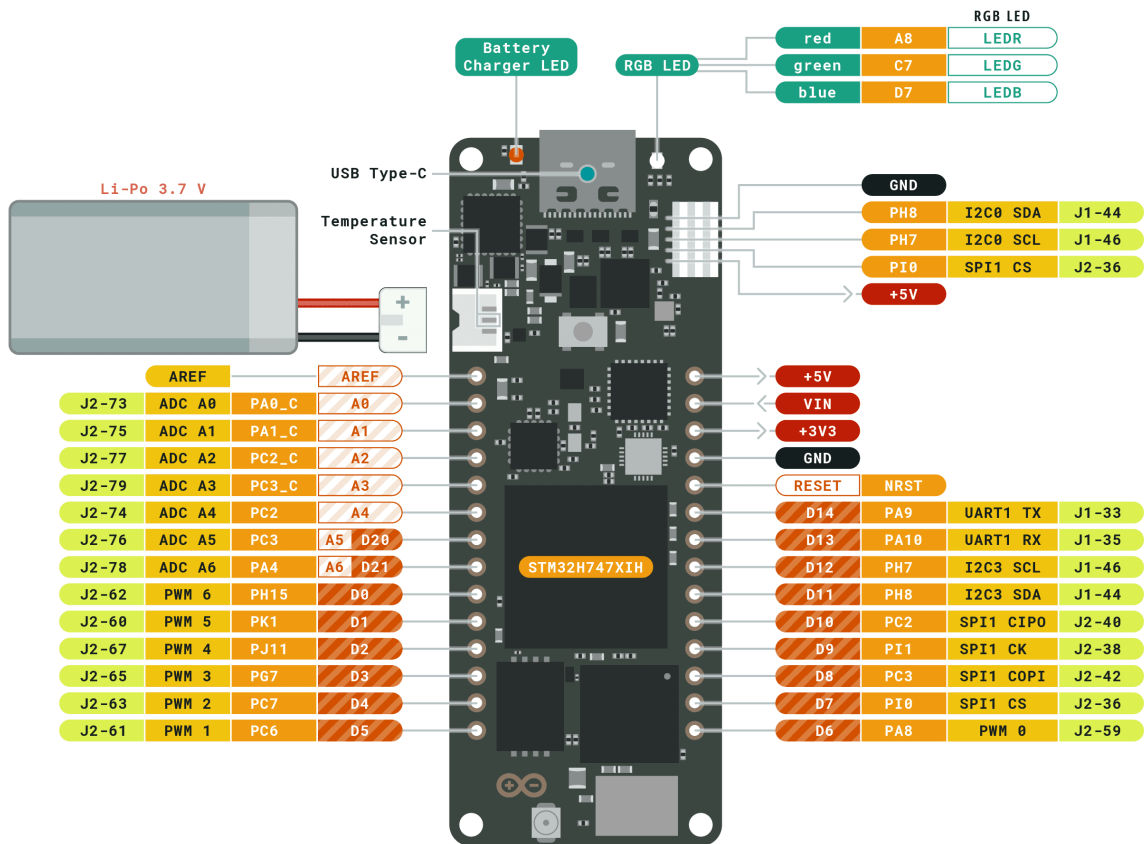 RGB LED
Battery
Charger LED
RGB LED
red A8 LEDR
green C7 LEDG
blue D7 LEDB
USB Type-C
Li-Po 3.7 V
Temperature
Sensor
+
-
GND
PH8 I2C0 SDA J1-44
PH7 I2C0 SCL J1-46
PI0 SPI1 CS J2-36
+5V
AREF AREF
J2-73 ADC A0 PA0_C A0
J2-75 ADC A1 PA1_C A1
J2-77 ADC A2 PC2_C A2
J2-79 ADC A3 PC3_C A3
J2-74 ADC A4 PC2 A4
J2-76 ADC A5 PC3 A5 D20
J2-78 ADC A6 PA4 A6 D21
J2-62 PWM 6 PH15 D0
J2-60 PWM 5 PK1 D1
J2-67 PWM 4 PJ11 D2
J2-65 PWM 3 PG7 D3
J2-63 PWM 2 PC7 D4
J2-61 PWM 1 PC6 D5
STM32H747XIH
+5V
VIN
+3V3
GND
RESET NRST
D14 PA9 UART1 TX J1-33
D13 PA10 UART1 RX J1-35
D12 PH7 I2C3 SCL J1-46
D11 PH8 I2C3 SDA J1-44
D10 PC2 SPI1 CIPO J2-40
D9 PI1 SPI1 CK J2-38
D8 PC3 SPI1 COPI J2-42
D7 PI0 SPI1 CS J2-36
D6 PA8 PWM 0 J2-59